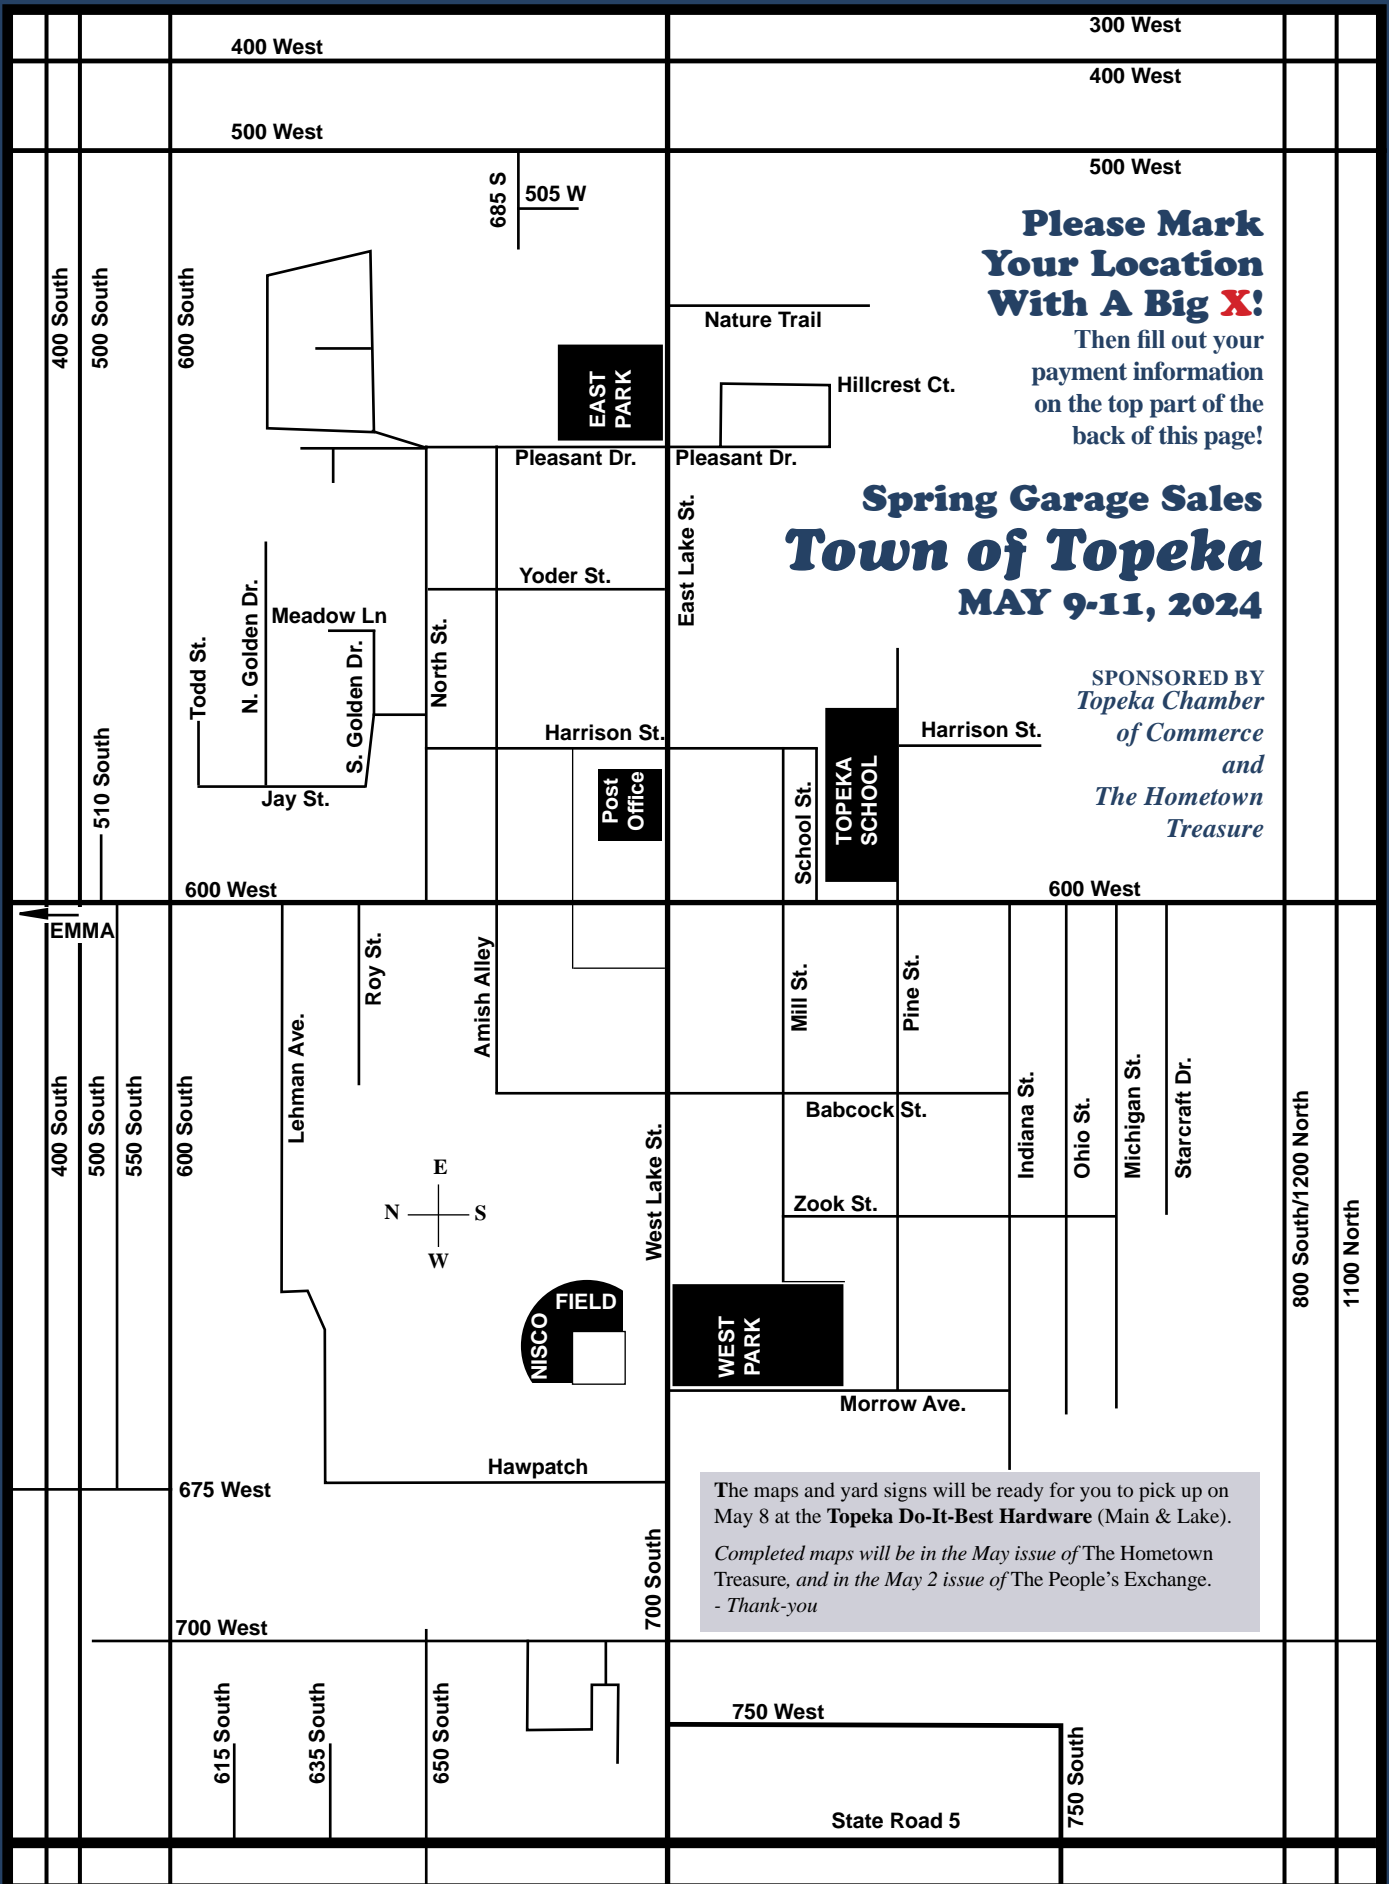 300 West
400 West
400 West
500 West
500 West
685 S
505 W
Please Mark
Your Location
With A Big X!
Then fill out your
payment information
on the top part of the
back of this page!
400 South
500 South
600 South
Nature Trail
EAST
PARK
Hillcrest Ct.
Pleasant Dr.
Pleasant Dr.
East Lake St.
Spring Garage Sales
Town of Topeka
MAY 9-11, 2024
Yoder St.
N. Golden Dr.
Meadow Ln
Todd St.
S. Golden Dr.
North St.
SPONSORED BY
Topeka Chamber
of Commerce
and
The Hometown
Treasure
Harrison St.
Harrison St.
510 South
Jay St.
Post
Office
School St.
TOPEKA
SCHOOL
600 West
600 West
EMMA
Roy St.
Amish Alley
Mill St.
Pine St.
Lehman Ave.
400 South
500 South
550 South
600 South
Babcock St.
Indiana St.
Ohio St.
Michigan St.
Starcraft Dr.
West Lake St.
800 South/1200 North
1100 North
E
N
S
W
Zook St.
NISCO
FIELD
WEST
PARK
Morrow Ave.
Hawpatch
675 West
The maps and yard signs will be ready for you to pick up on
May 8 at the Topeka Do-It-Best Hardware (Main & Lake).
Completed maps will be in the May issue of The Hometown
Treasure, and in the May 2 issue of The People's Exchange.
- Thank-you
700 South
700 West
615 South
635 South
650 South
750 West
750 South
State Road 5